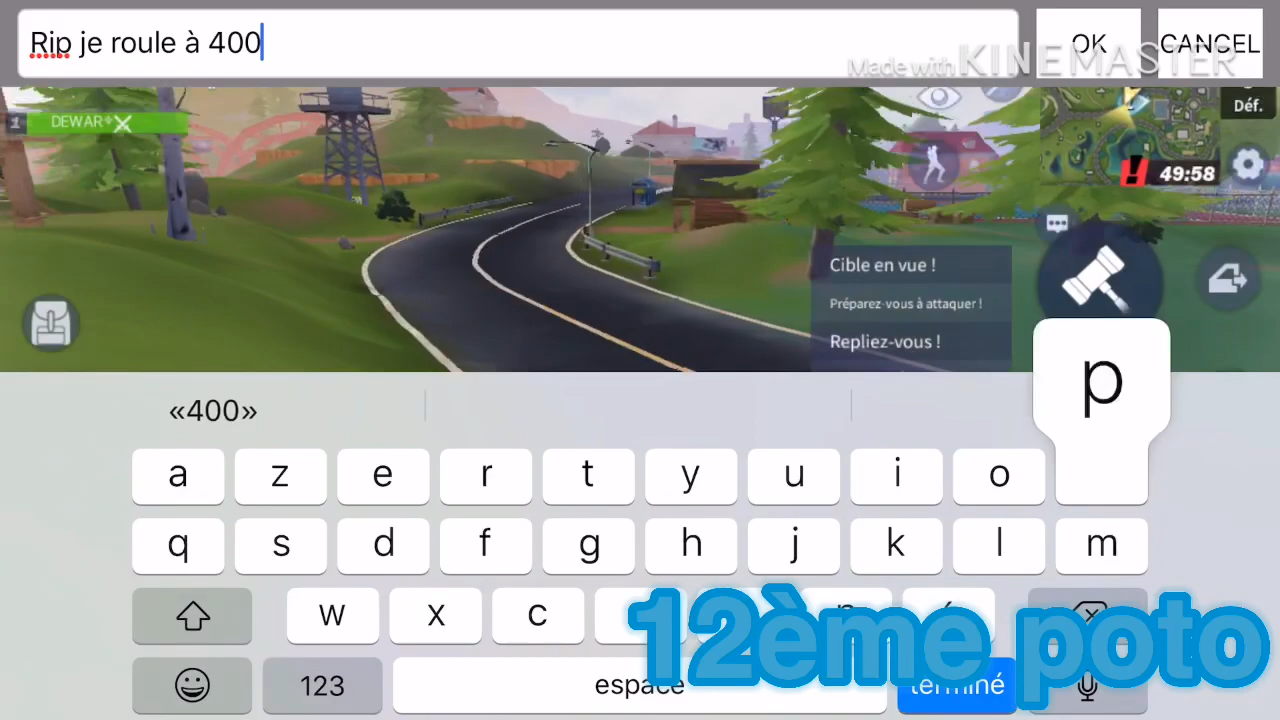 Rip je roule à 400
OK
CANCEL
Made with KINEMASTER
1 DEWAR
Déf.
49:58
Cible en vue !
Préparez-vous à attaquer !
Repliez-vous !
p
«400»
a z e r t y u i o
q s d f g h j k l m
w x c
12ème poto
123
espace
terminé